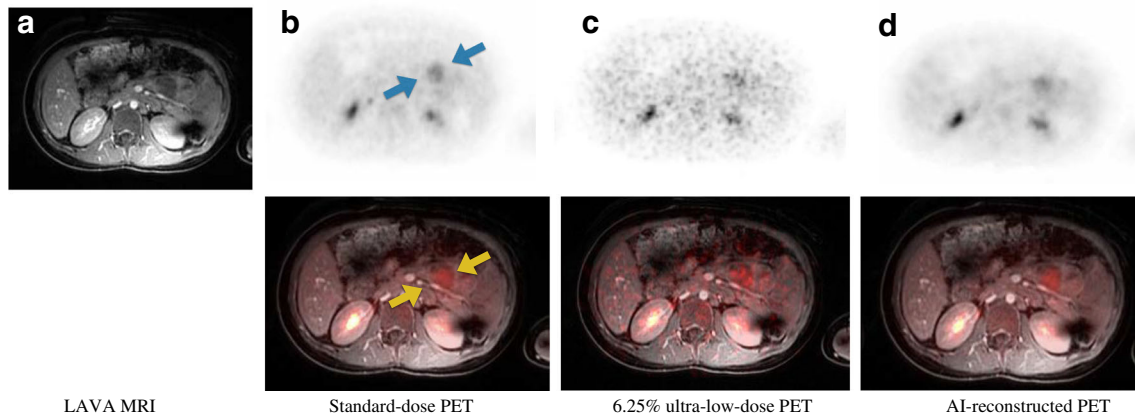 a
b
c
d
LAVA MRI
Standard-dose PET
6.25% ultra-low-dose PET
AI-reconstructed PET